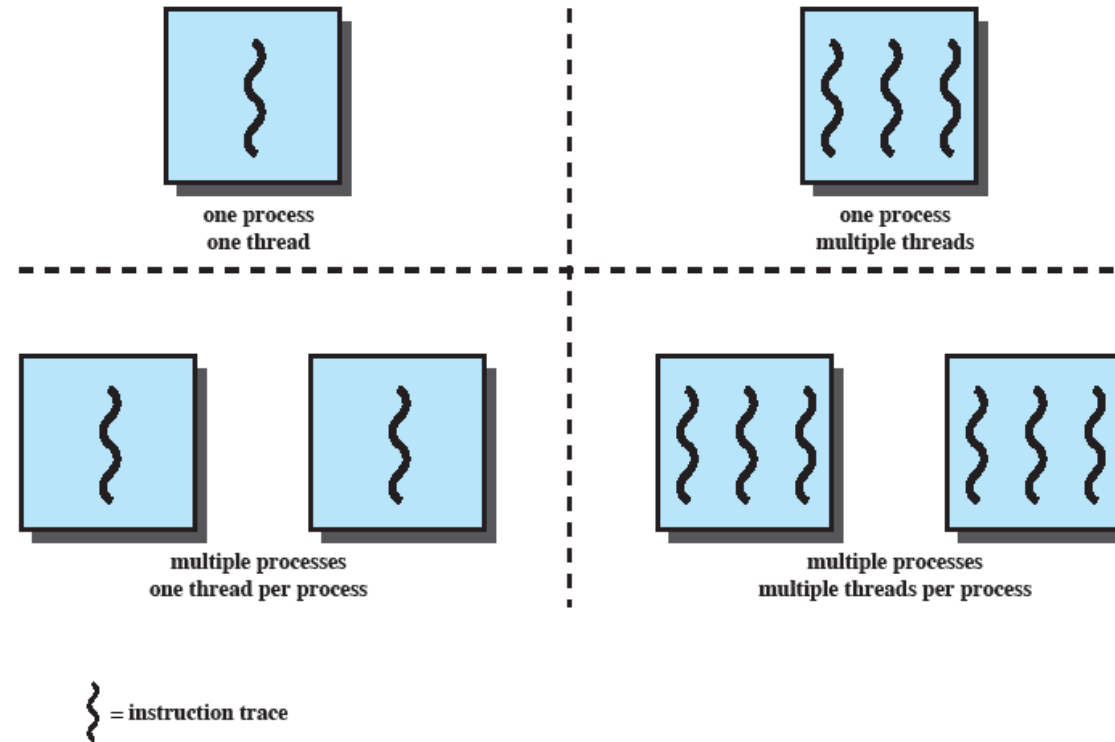 one process
one thread
one process
multiple threads
multiple processes
one thread per process
multiple processes
multiple threads per process
= instruction trace